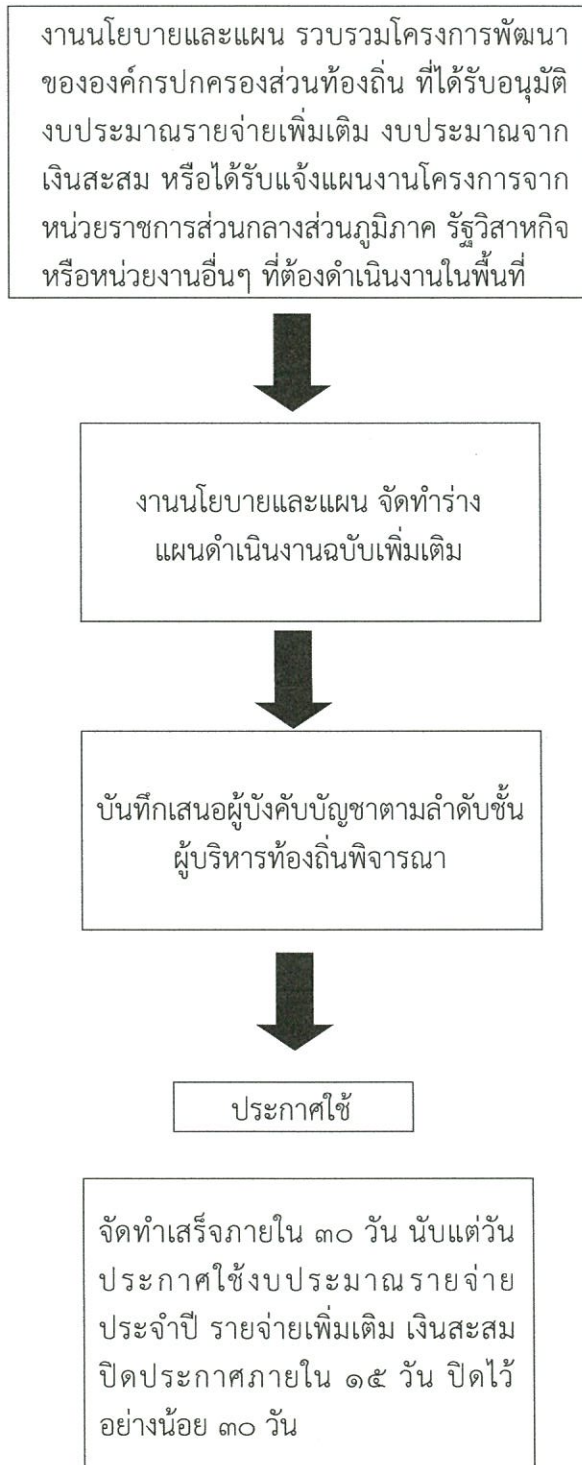 งานนโยบายและแผน รวบรวมโครงการพัฒนา
ขององค์กรปกครองส่วนท้องถิ่น ที่ได้รับอนุมัติ
งบประมาณรายจ่ายเพิ่มเติม งบประมาณจาก
เงินสะสม หรือได้รับแจ้งแผนงานโครงการจาก
หน่วยราชการส่วนกลางส่วนภูมิภาค รัฐวิสาหกิจ
หรือหน่วยงานอื่นๆ ที่ต้องดำเนินงานในพื้นที่
งานนโยบายและแผน จัดทำร่าง
แผนดำเนินงานฉบับเพิ่มเติม
บันทึกเสนอผู้บังคับบัญชาตามลำดับชั้น
ผู้บริหารท้องถิ่นพิจารณา
ประกาศใช้
จัดทำเสร็จภายใน ๓๐ วัน นับแต่วัน
ประกาศใช้งบประมาณรายจ่าย
ประจำปี รายจ่ายเพิ่มเติม เงินสะสม
ปิดประกาศภายใน ๑๕ วัน ปิดไว้
อย่างน้อย ๓๐ วัน